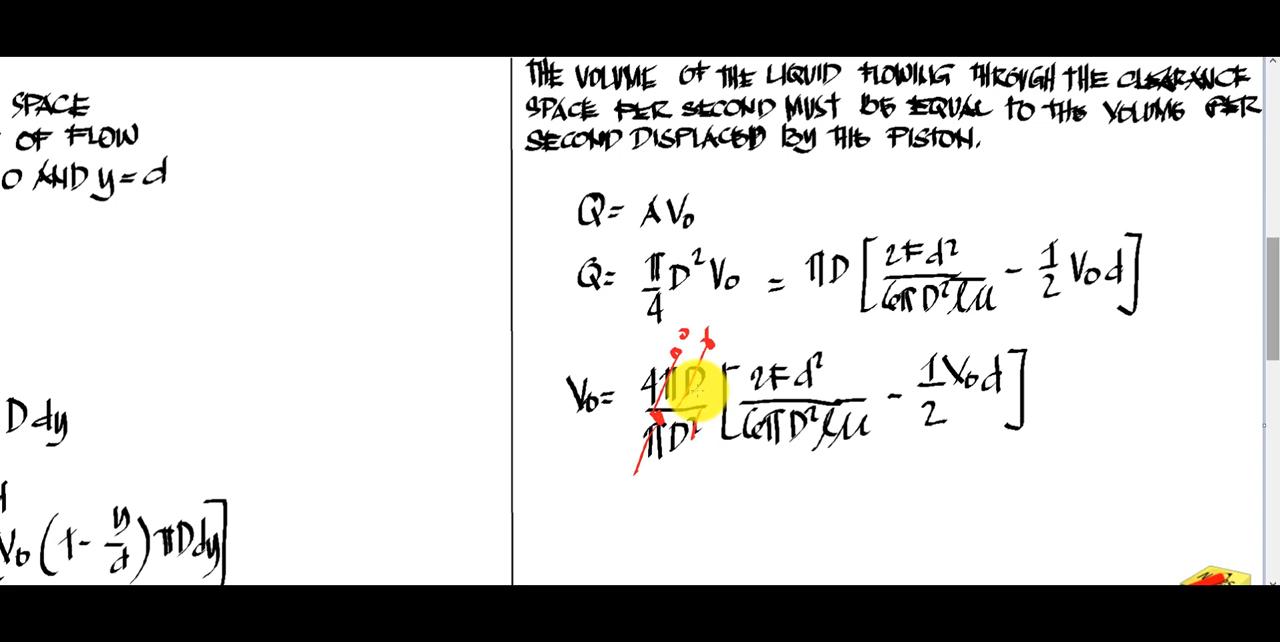 SPACE
OF FLOW
O AND y = d
D dy
V₀ (1 - y/d) πD dy]
THE VOLUME OF THE LIQUID FLOWING THROUGH THE CLEARANCE
SPACE PER SECOND MUST BE EQUAL TO THE VOLUME PER
SECOND DISPLACED BY THE PISTON.
Q = AV₀
Q = π/4 D² V₀ = πD [2Fd²/6πD²lμ - 1/2 V₀d]
V₀ = 4πD/πD² [2Fd²/6πD²lμ - 1/2 V₀d]